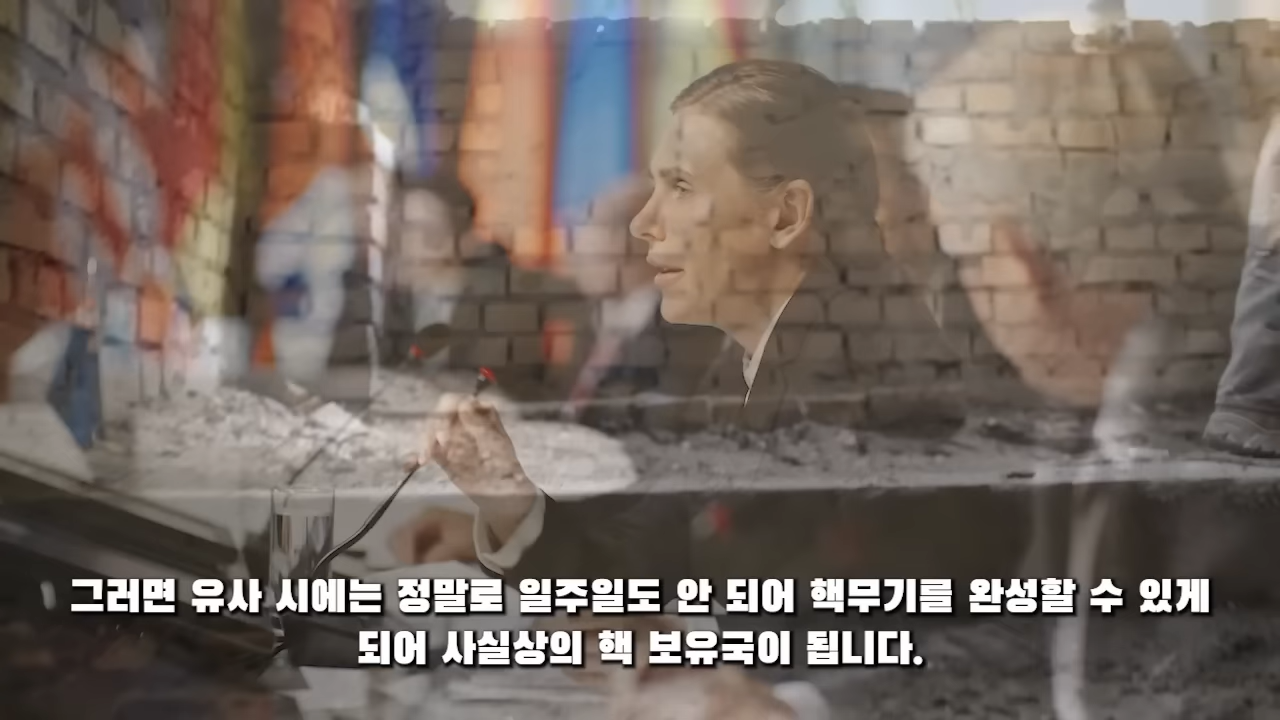 그러면 유사 시에는 정말로 일주일도 안 되어 핵무기를 완성할 수 있게
되어 사실상의 핵 보유국이 됩니다.